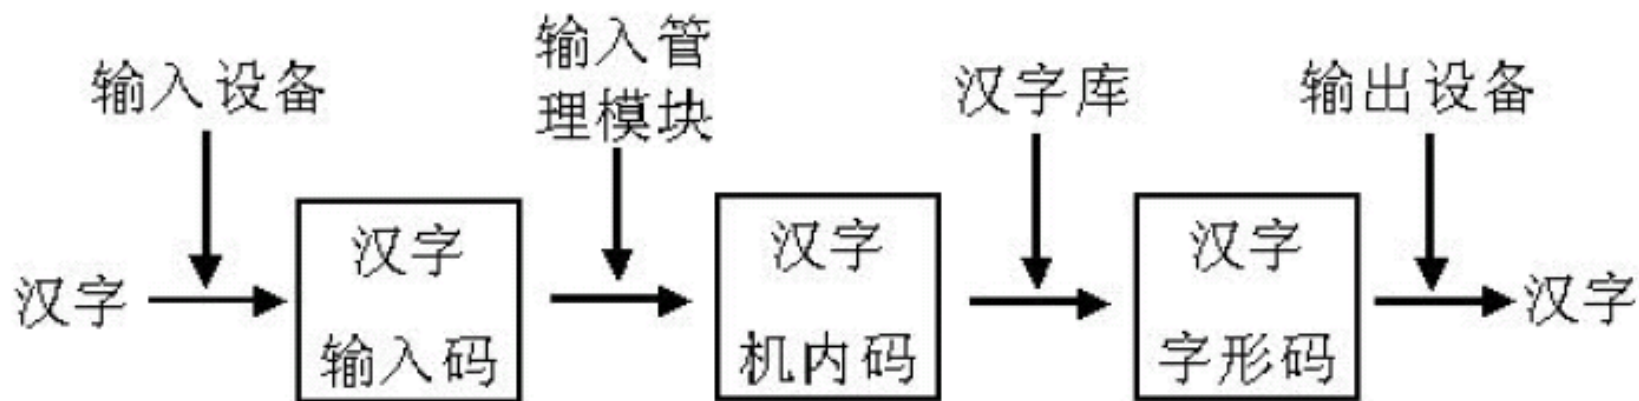 输入设备
输入管
理模块
汉字库
输出设备
汉字
汉字
输入码
汉字
机内码
汉字
字形码
汉字